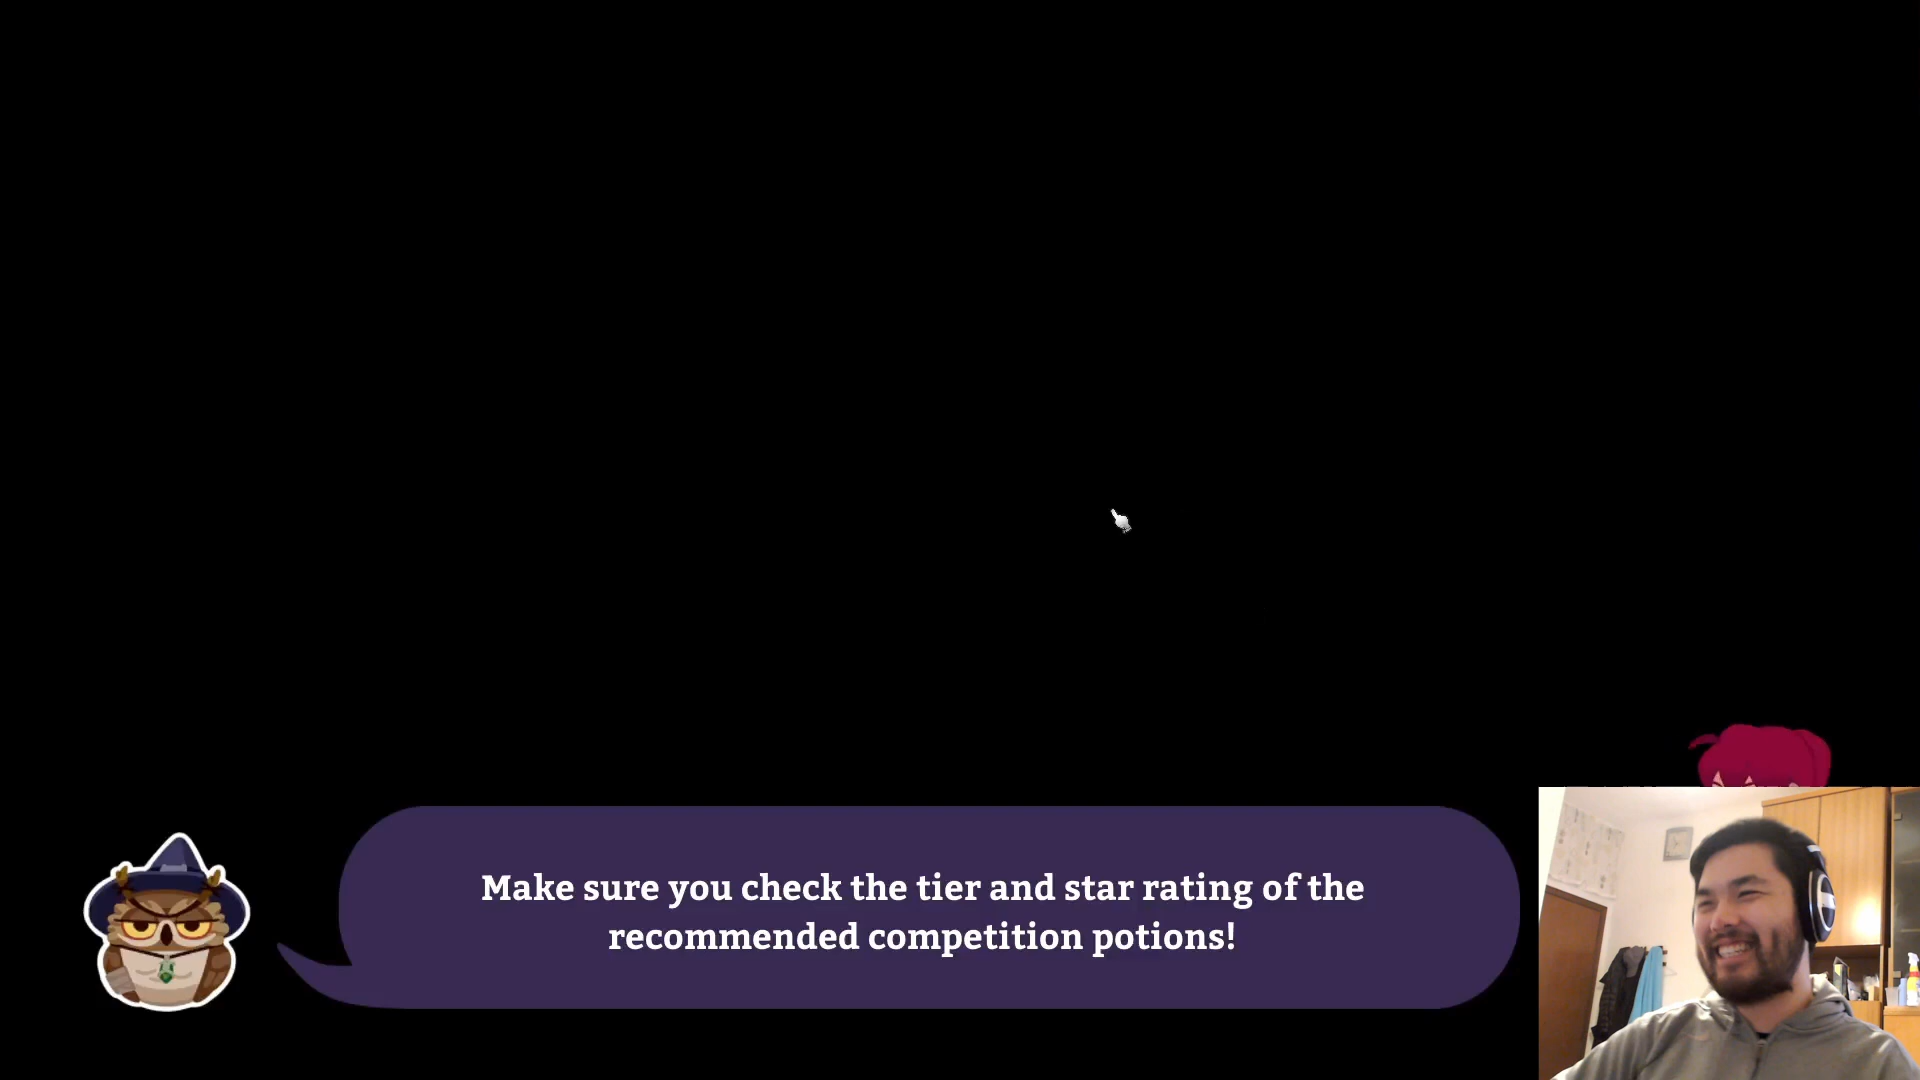 Make sure you check the tier and star rating of the
recommended competition potions!